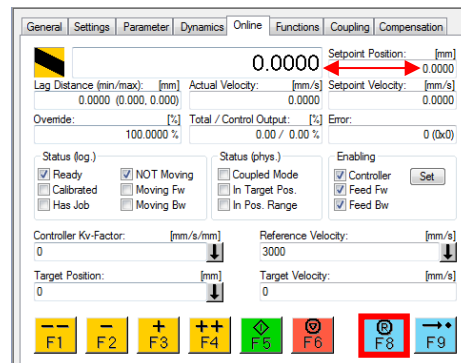 General Settings Parameter Dynamics Online Functions Coupling Compensation
0.0000 Setpoint Position: [mm]
0.0000
Lag Distance (min/max): [mm] Actual Velocity: [mm/s] Setpoint Velocity: [mm/s]
0.0000 (0.000, 0.000) 0.0000 0.0000
Override: [%] Total / Control Output: [%] Error:
100.0000 % 0.00 / 0.00 % 0 (0x0)
Status (log.) Status (phys.) Enabling
Ready NOT Moving Coupled Mode Controller Set
Calibrated Moving Fw In Target Pos. Feed Fw
Has Job Moving Bw In Pos. Range Feed Bw
Controller Kv-Factor: [mm/s/mm] Reference Velocity: [mm/s]
0 3000
Target Position: [mm] Target Velocity: [mm/s]
0 0
-- - + ++ R
F1 F2 F3 F4 F5 F6 F8 F9